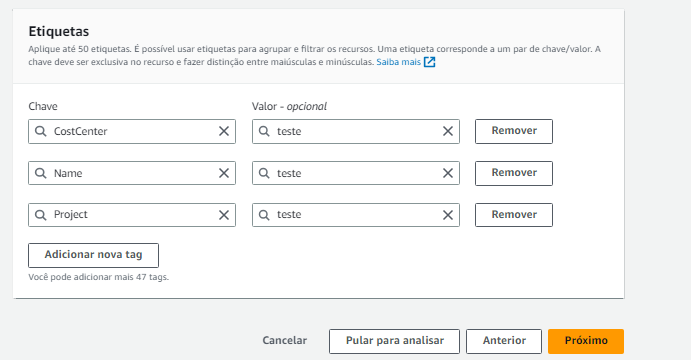 Etiquetas
Aplique até 50 etiquetas. É possível usar etiquetas para agrupar e filtrar os recursos. Uma etiqueta corresponde a um par de chave/valor. A
chave deve ser exclusiva no recurso e fazer distinção entre maiúsculas e minúsculas. Saiba mais
Chave Valor - opcional
CostCenter teste Remover
Name teste Remover
Project teste Remover
Adicionar nova tag
Você pode adicionar mais 47 tags.
Cancelar Pular para analisar Anterior Próximo